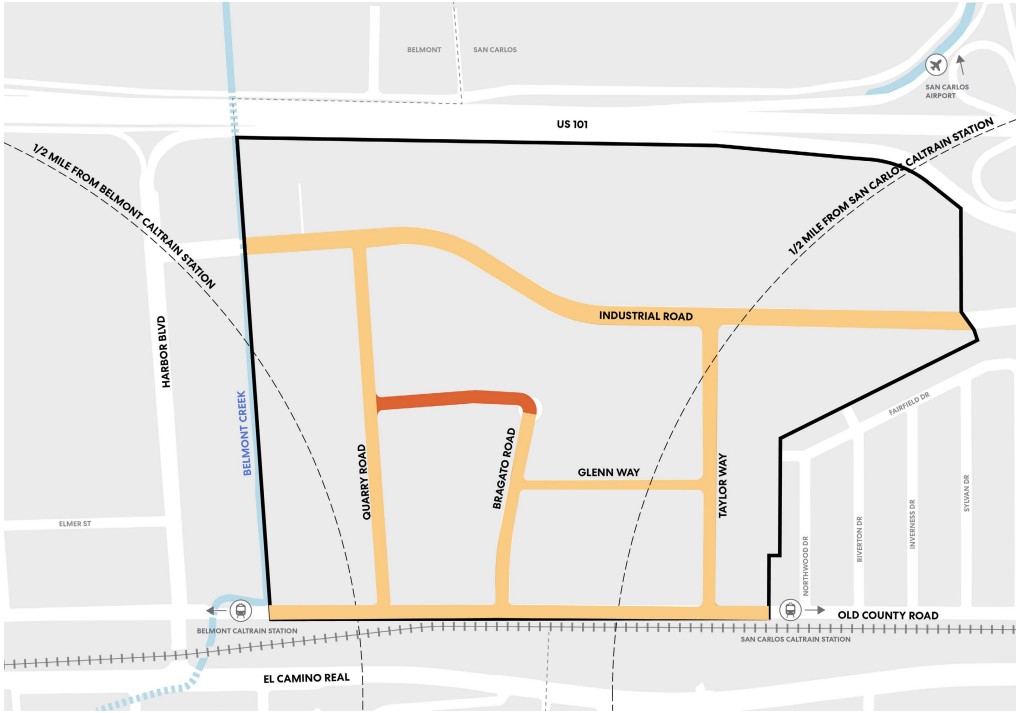 BELMONT
SAN CARLOS
SAN CARLOS
AIRPORT
US 101
1/2 MILE FROM BELMONT CALTRAIN STATION
1/2 MILE FROM SAN CARLOS CALTRAIN STATION
INDUSTRIAL ROAD
HARBOR BLVD
BELMONT CREEK
QUARRY ROAD
BRAGATO ROAD
GLENN WAY
TAYLOR WAY
FAIRFIELD DR
ELMER ST
NORTHWOOD DR
RIVERTON DR
INVERNESS DR
SYLVAN DR
OLD COUNTY ROAD
BELMONT CALTRAIN STATION
SAN CARLOS CALTRAIN STATION
EL CAMINO REAL